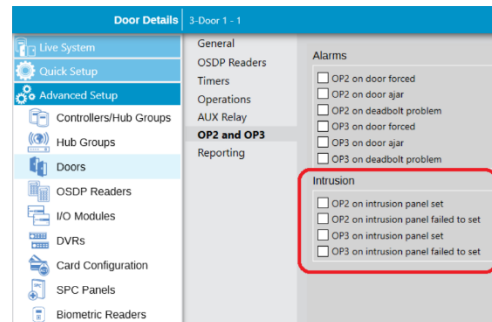 Door Details 3-Door 1 - 1
Live System
Quick Setup
Advanced Setup
Controllers/Hub Groups
Hub Groups
Doors
OSDP Readers
I/O Modules
DVRs
Card Configuration
SPC Panels
Biometric Readers
General
OSDP Readers
Timers
Operations
AUX Relay
OP2 and OP3
Reporting
Alarms
OP2 on door forced
OP2 on door ajar
OP2 on deadbolt problem
OP3 on door forced
OP3 on door ajar
OP3 on deadbolt problem
Intrusion
OP2 on intrusion panel set
OP2 on intrusion panel failed to set
OP3 on intrusion panel set
OP3 on intrusion panel failed to set